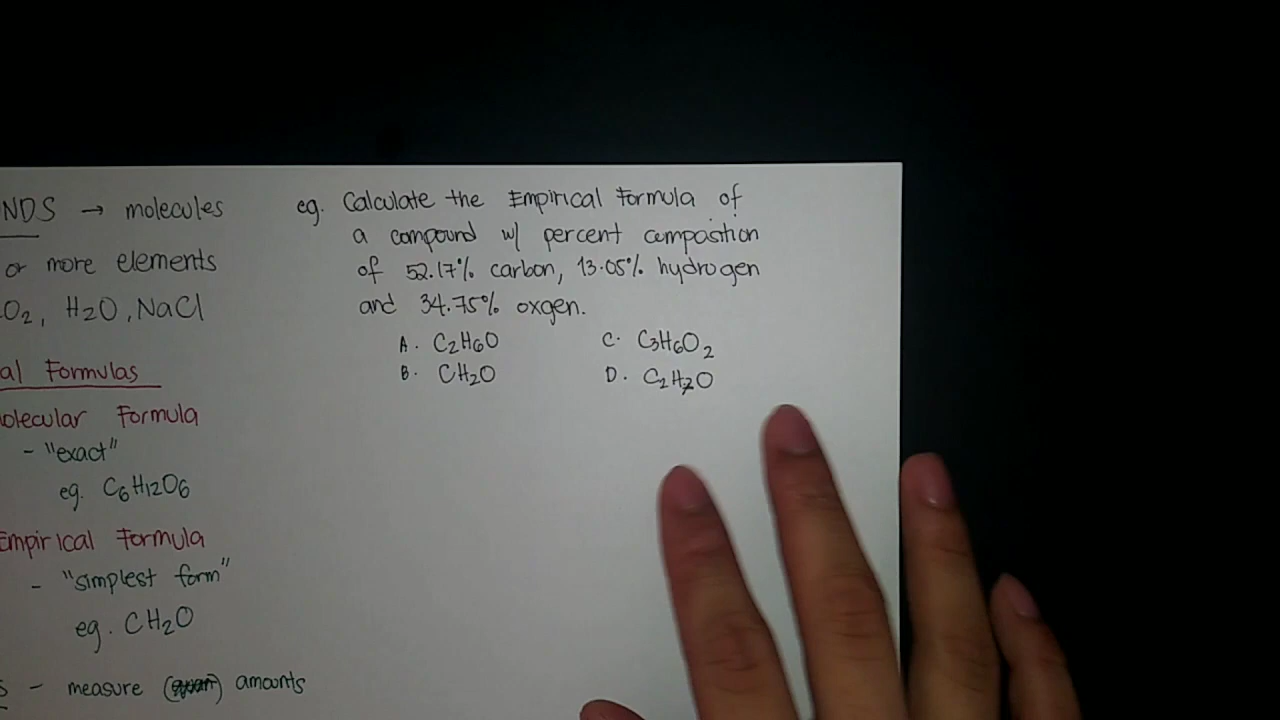 NDS → molecules
or more elements
O2, H2O, NaCl
al Formulas
olecular Formula
- "exact"
eg. C6H12O6
Empirical Formula
- "simplest form"
eg. CH2O
s - measure () amounts
eg. Calculate the Empirical Formula of
a compound w/ percent composition
of 52.17% carbon, 13.05% hydrogen
and 34.75% oxgen.
A. C2H6O C. C3H6O2
B. CH2O D. C2H7O